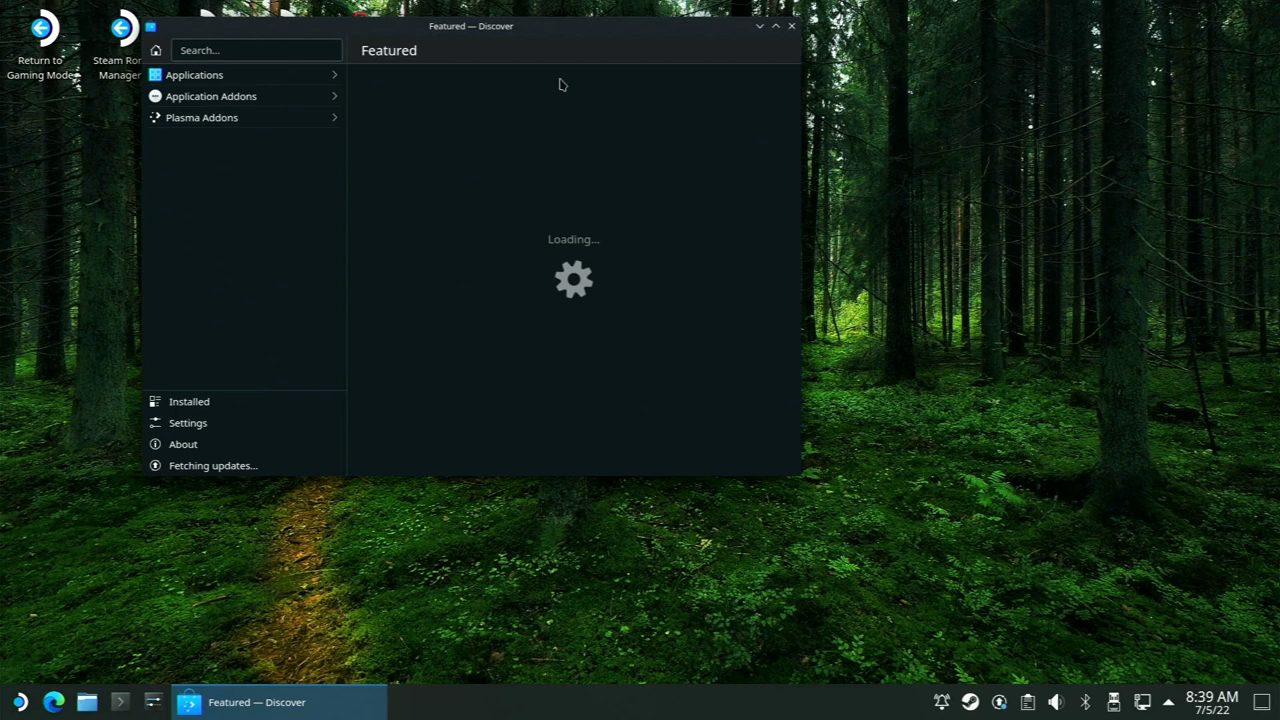 Return to
Gaming Mode
Steam Rom
Manager
Featured — Discover
Search...
Featured
Applications
Application Addons
Plasma Addons
Loading...
Installed
Settings
About
Fetching updates...
Featured — Discover
8:39 AM
7/5/22